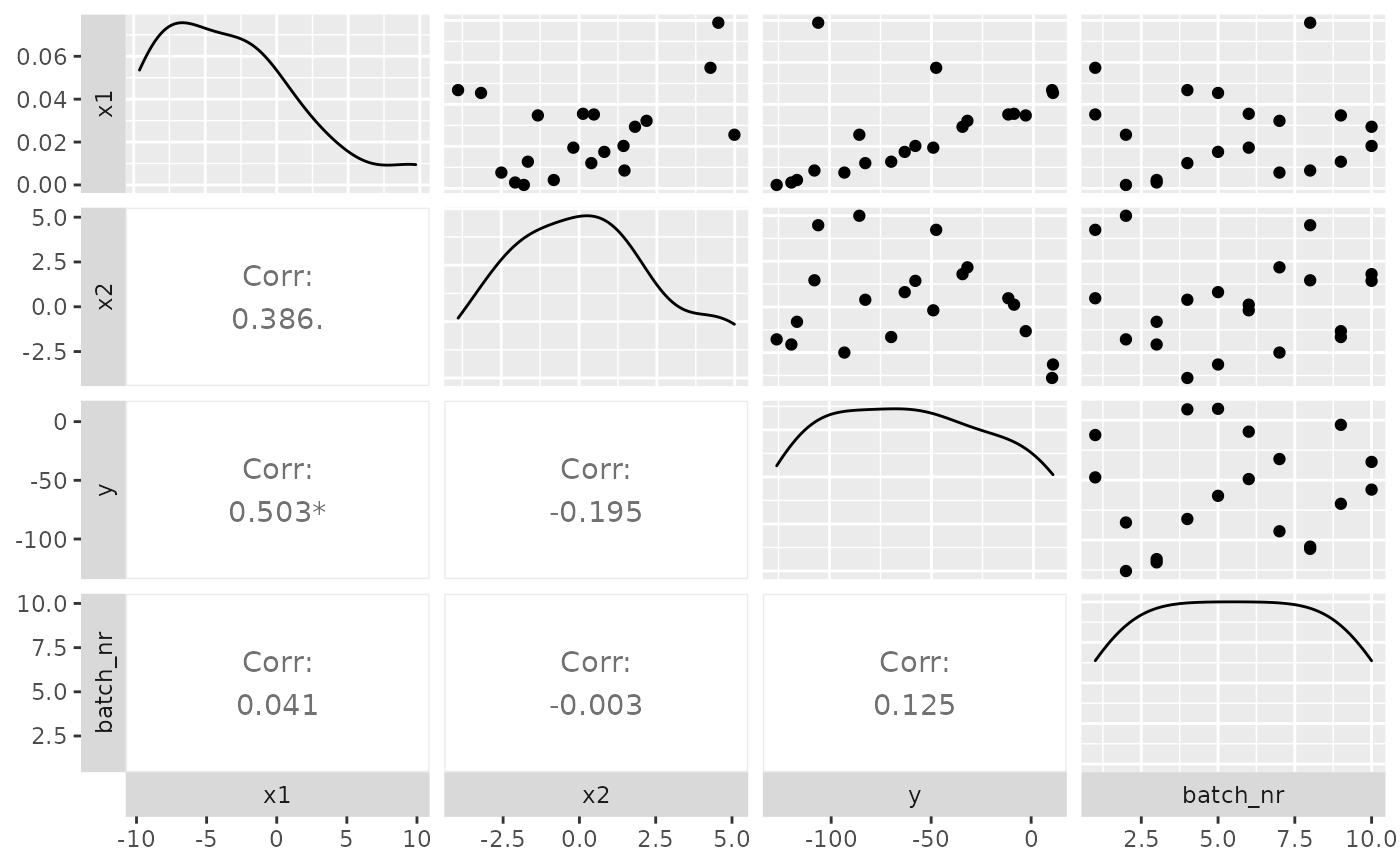 0.06
0.04
0.02
0.00
x1
5.0
2.5
0.0
-2.5
x2
Corr:
0.386.
0
-50
-100
y
Corr:
0.503*
Corr:
-0.195
10.0
7.5
5.0
2.5
batch_nr
Corr:
0.041
Corr:
-0.003
Corr:
0.125
x1 x2 y batch_nr
-10 -5 0 5 10 -2.5 0.0 2.5 5.0 -100 -50 0 2.5 5.0 7.5 10.0